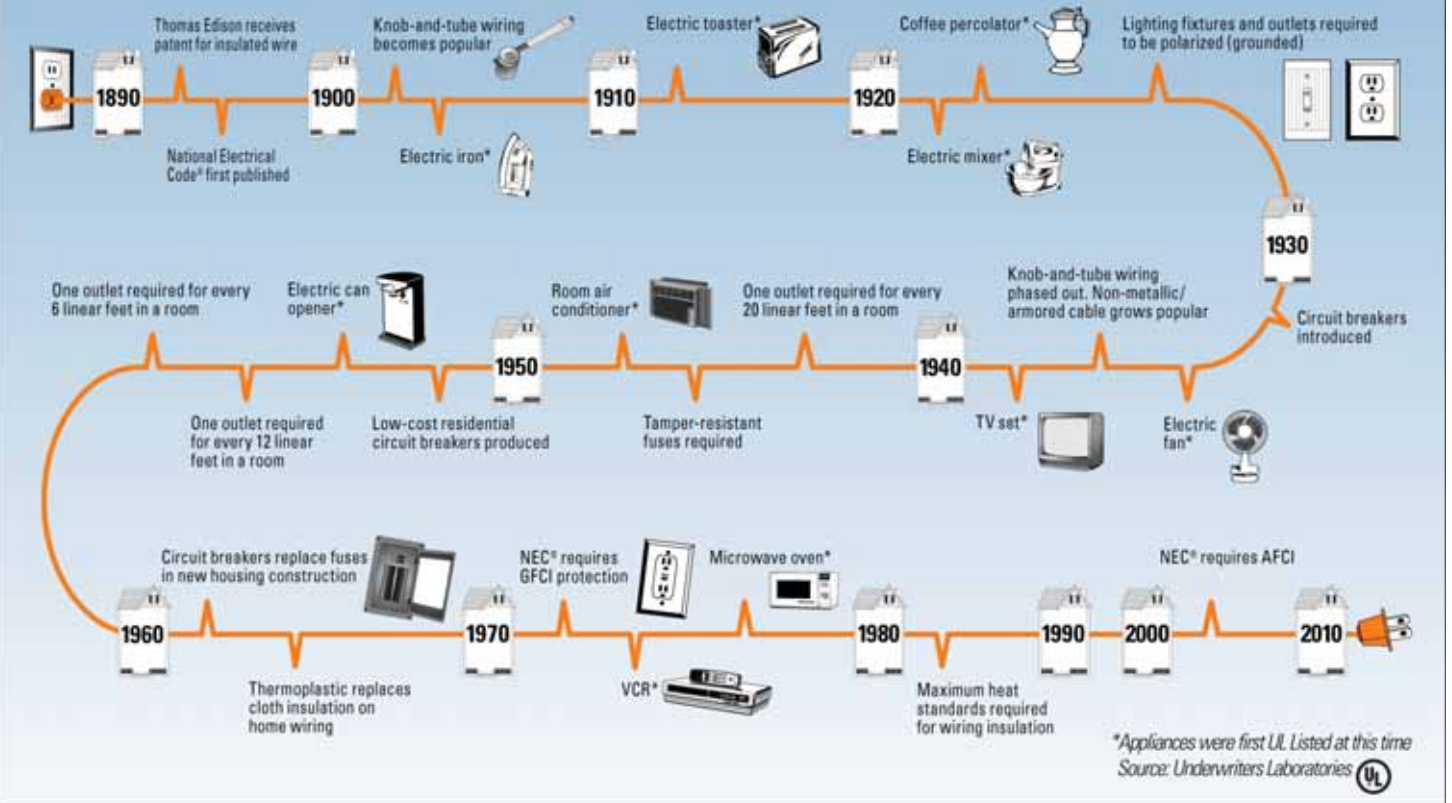 Thomas Edison receives
patent for insulated wire
Knob-and-tube wiring
becomes popular
Electric toaster*
Coffee percolator*
Lighting fixtures and outlets required
to be polarized (grounded)
1890
1900
1910
1920
National Electrical
Code® first published
Electric iron*
Electric mixer*
1930
Circuit breakers
introduced
Knob-and-tube wiring
phased out. Non-metallic/
armored cable grows popular
Electric
fan*
TV set*
1940
One outlet required for every
20 linear feet in a room
Tamper-resistant
fuses required
Room air
conditioner*
1950
Low-cost residential
circuit breakers produced
Electric can
opener*
One outlet required
for every 12 linear
feet in a room
One outlet required for every
6 linear feet in a room
1960
Circuit breakers replace fuses
in new housing construction
Thermoplastic replaces
cloth insulation on
home wiring
1970
NEC® requires
GFCI protection
VCR*
Microwave oven*
1980
Maximum heat
standards required
for wiring insulation
1990
2000
NEC® requires AFCI
2010
*Appliances were first UL Listed at this time
Source: Underwriters Laboratories UL